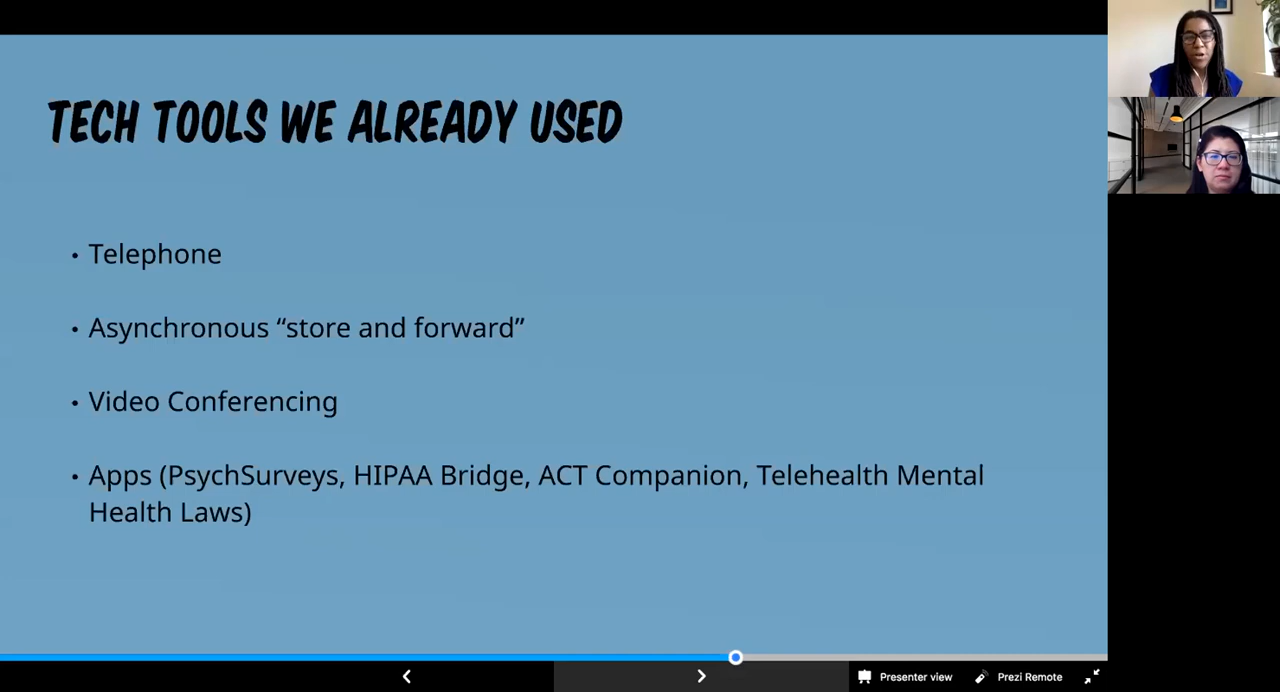 TECH TOOLS WE ALREADY USED
• Telephone
• Asynchronous “store and forward”
• Video Conferencing
• Apps (PsychSurveys, HIPAA Bridge, ACT Companion, Telehealth Mental
Health Laws)
Presenter view
Prezi Remote